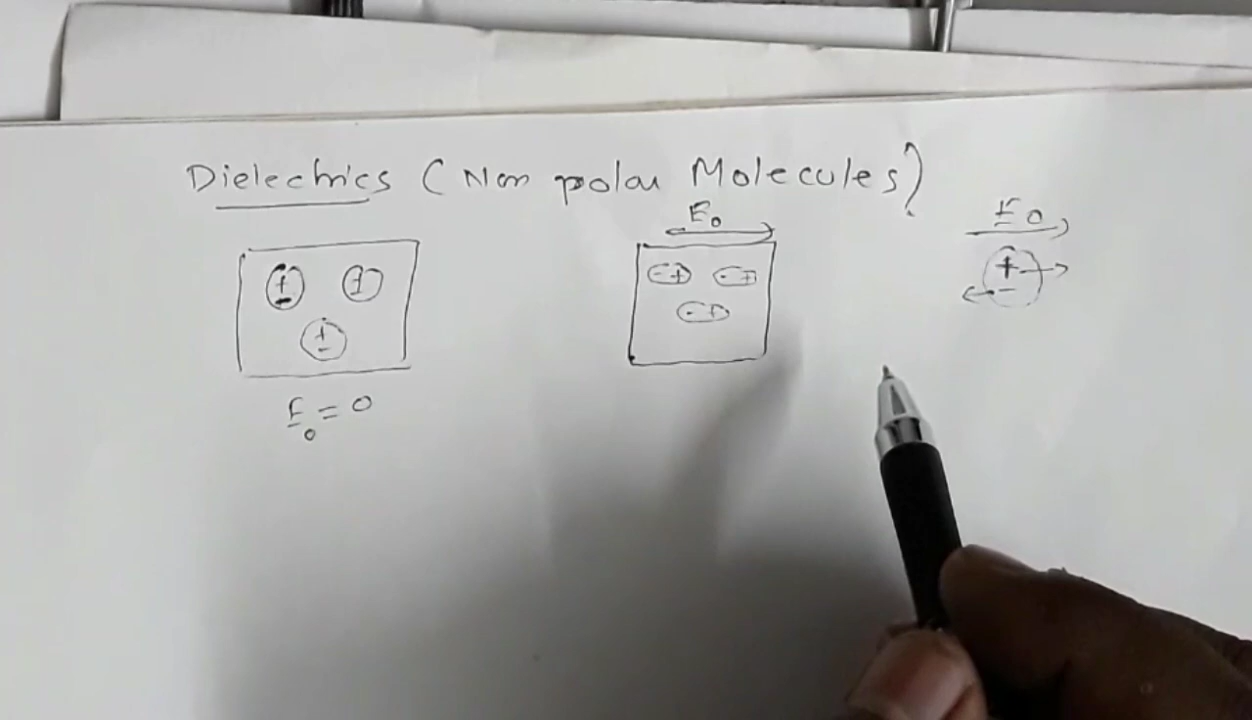 Dielectrics (Non polar Molecules)
E₀
E₀
+ - + - + -
- + - + - +
+ -
E₀ = 0